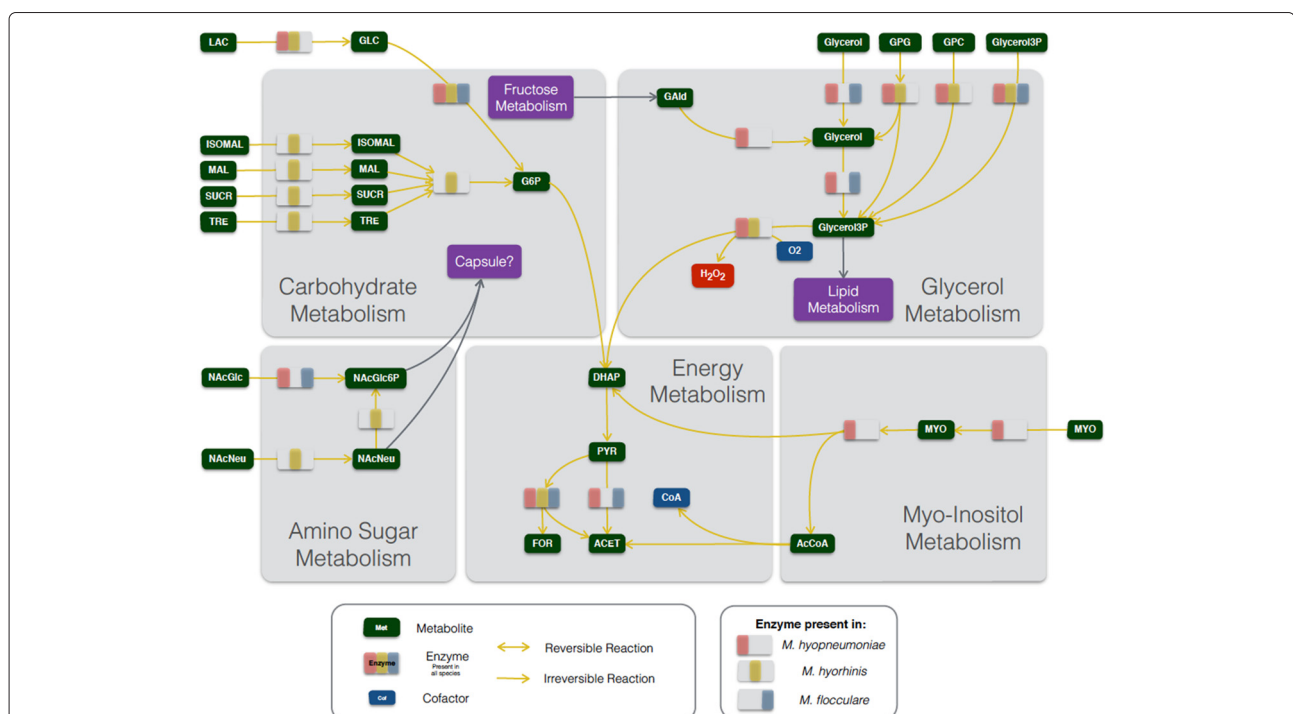 LAC
GLC
Glycerol
GPG
GPC
Glycerol3P
Fructose
Metabolism
GAld
Glycerol
ISOMAL
ISOMAL
MAL
MAL
SUCR
SUCR
TRE
TRE
G6P
Glycerol3P
O2
H2O2
Capsule?
Lipid
Metabolism
Carbohydrate
Metabolism
Glycerol
Metabolism
NAcGlc
NAcGlc6P
DHAP
Energy
Metabolism
MYO
MYO
NAcNeu
NAcNeu
PYR
CoA
FOR
ACET
AcCoA
Amino Sugar
Metabolism
Myo-Inositol
Metabolism
Met
Metabolite
Enzyme
Enzyme
Present in
all species
Cof
Cofactor
Reversible Reaction
Irreversible Reaction
Enzyme present in:
M. hyopneumoniae
M. hyorhinis
M. flocculare